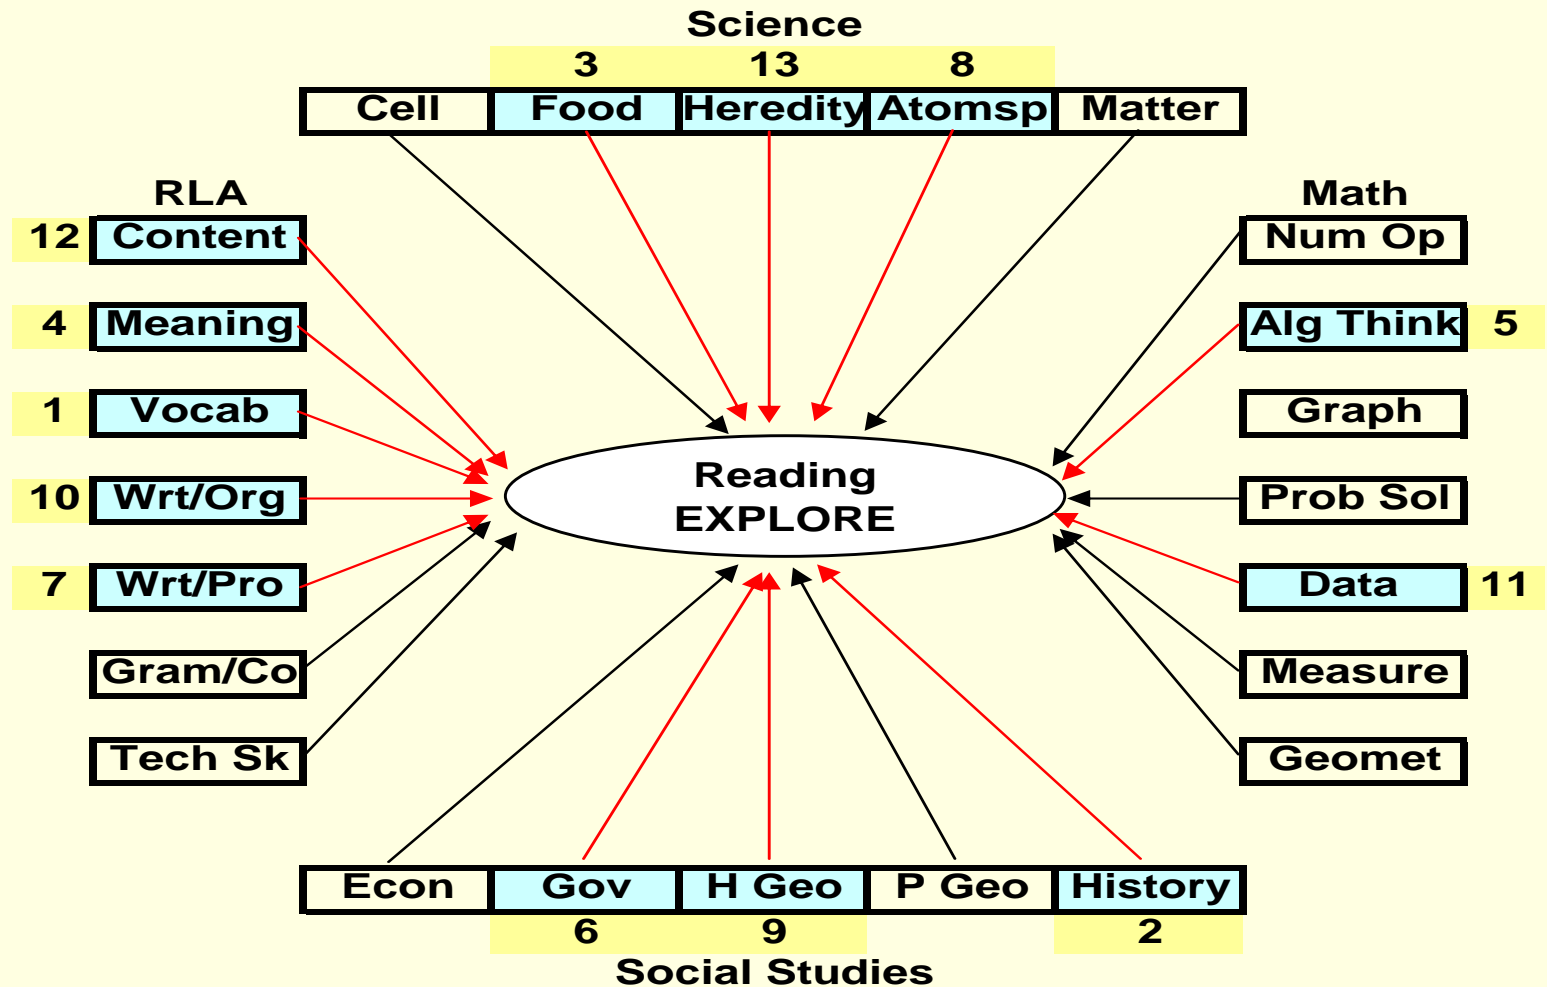 Science
3 13 8
Cell Food Heredity Atomsp Matter
RLA
Math
12 Content
Num Op
4 Meaning
Alg Think 5
1 Vocab
Graph
Reading
EXPLORE
10 Wrt/Org
Prob Sol
7 Wrt/Pro
Data 11
Gram/Co
Measure
Tech Sk
Geomet
Econ Gov H Geo P Geo History
6 9 2
Social Studies